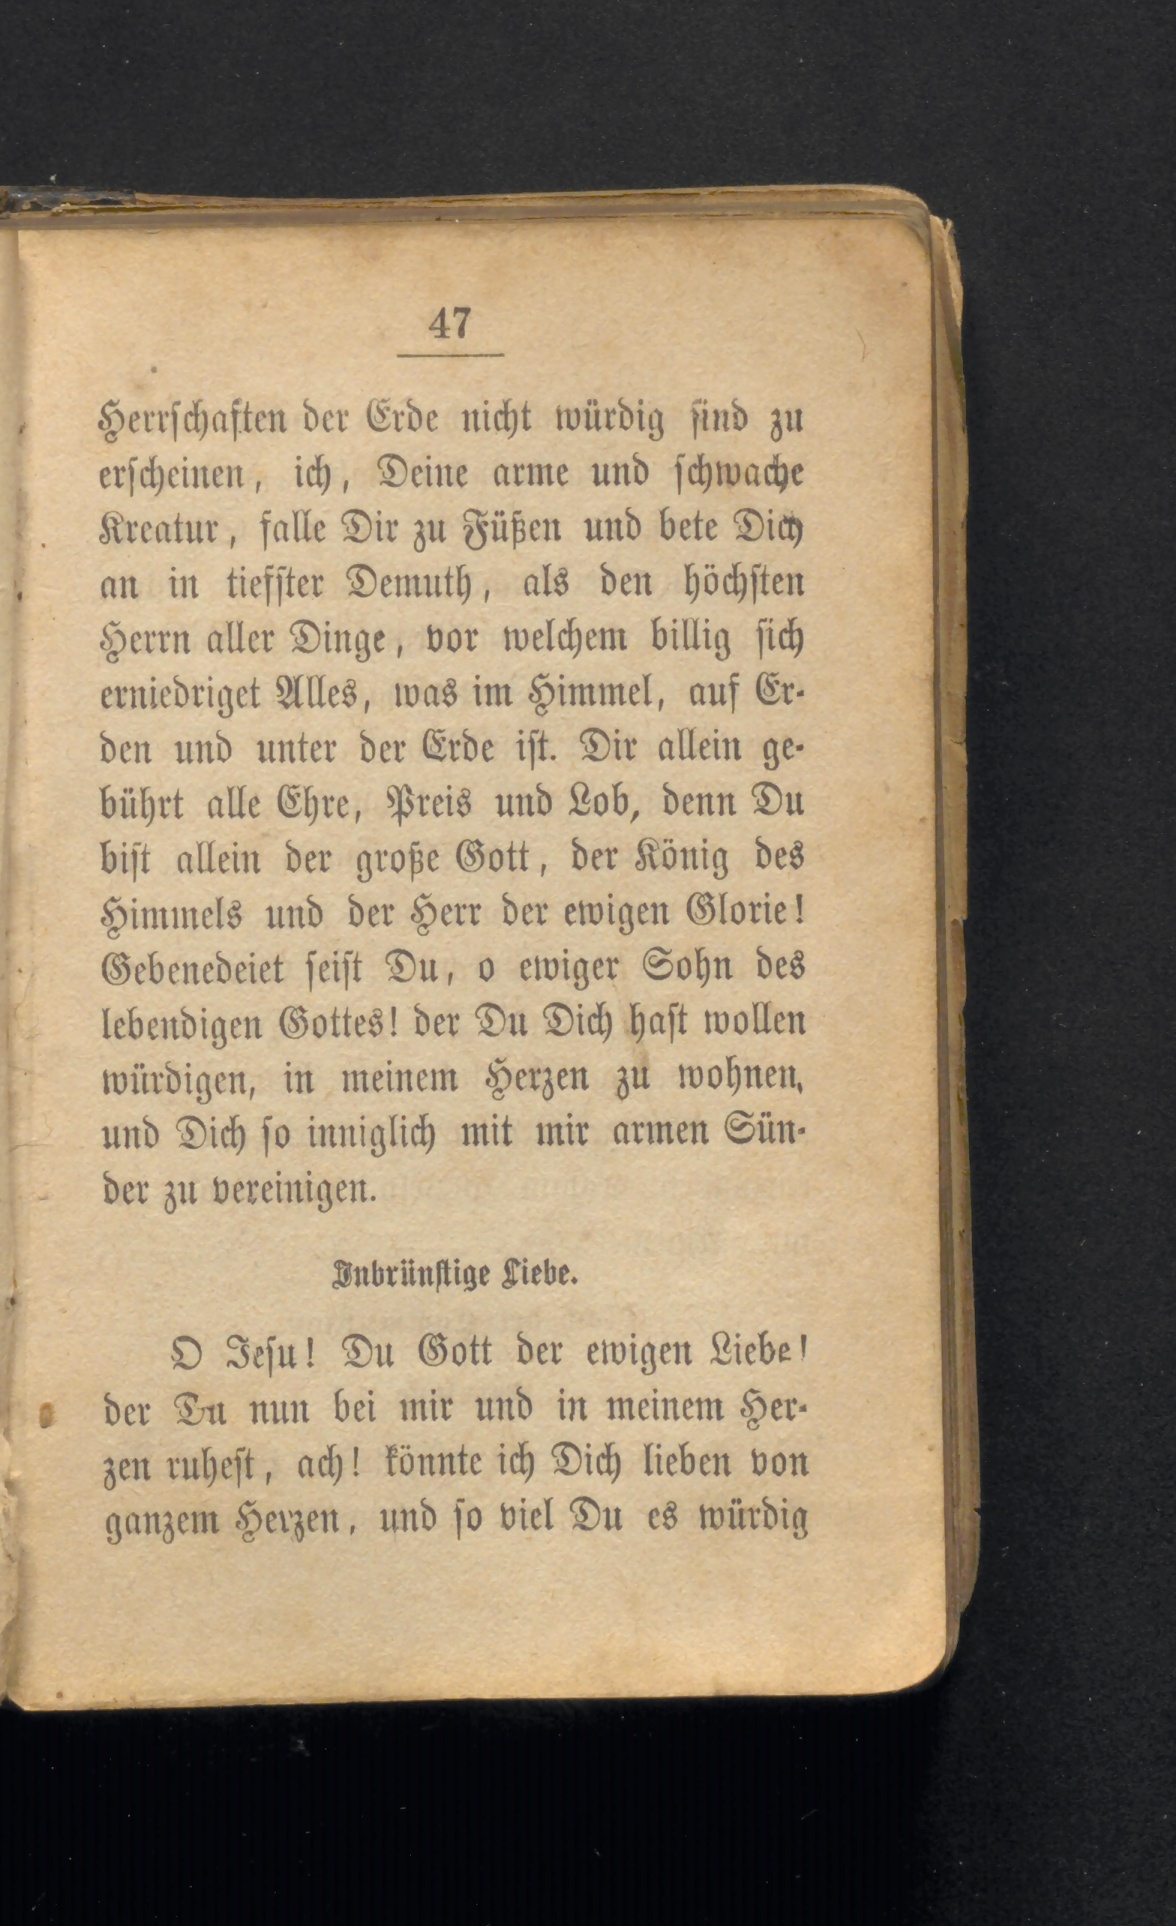 47
Herrschaften der Erde nicht würdig sind zu
erscheinen, ich, Deine arme und schwache
Kreatur, falle Dir zu Füßen und bete Dich
an in tiefster Demuth, als den höchsten
Herrn aller Dinge, vor welchem billig sich
erniedriget Alles, was im Himmel, auf Er-
den und unter der Erde ist. Dir allein ge-
bührt alle Ehre, Preis und Lob, denn Du
bist allein der große Gott, der König des
Himmels und der Herr der ewigen Glorie!
Gebenedeiet seist Du, o ewiger Sohn des
lebendigen Gottes! der Du Dich hast wollen
würdigen, in meinem Herzen zu wohnen,
und Dich so inniglich mit mir armen Sün-
der zu vereinigen.
Inbrünstige Liebe.
O Jesu! Du Gott der ewigen Liebe!
der Du nun bei mir und in meinem Her-
zen ruhest, ach! könnte ich Dich lieben von
ganzem Herzen, und so viel Du es würdig